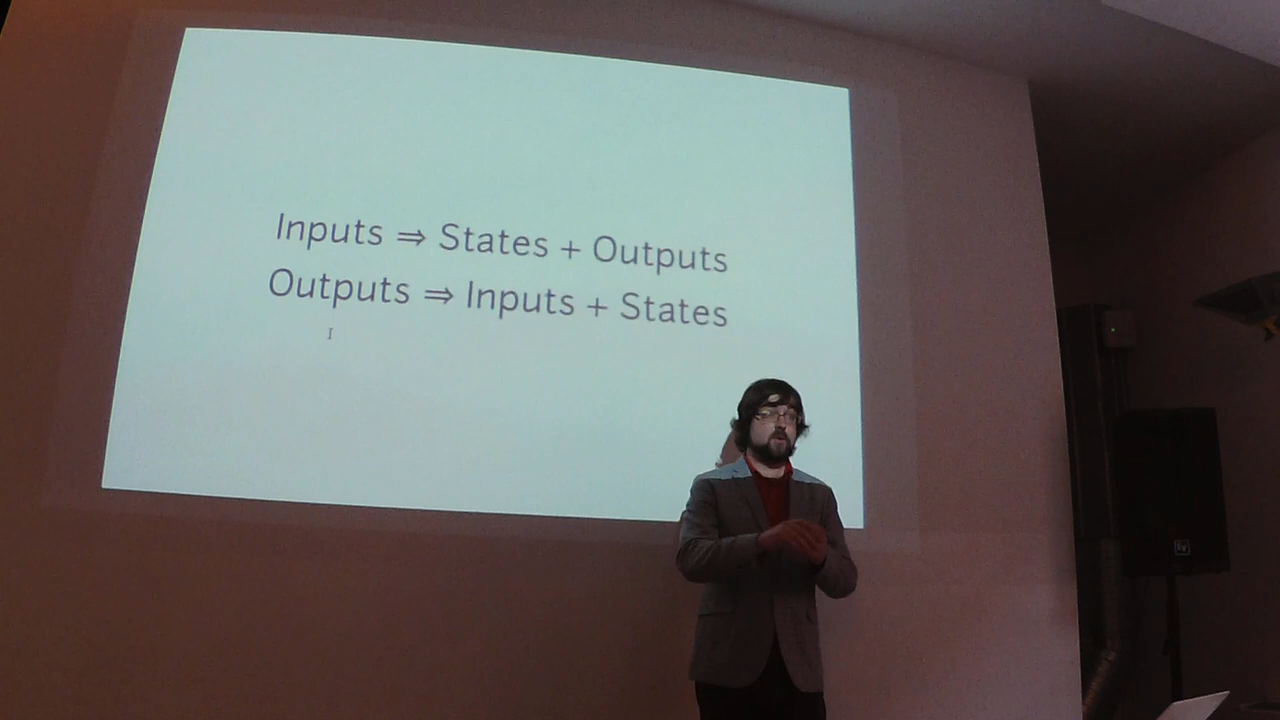 Inputs ⇒ States + Outputs
Outputs ⇒ Inputs + States